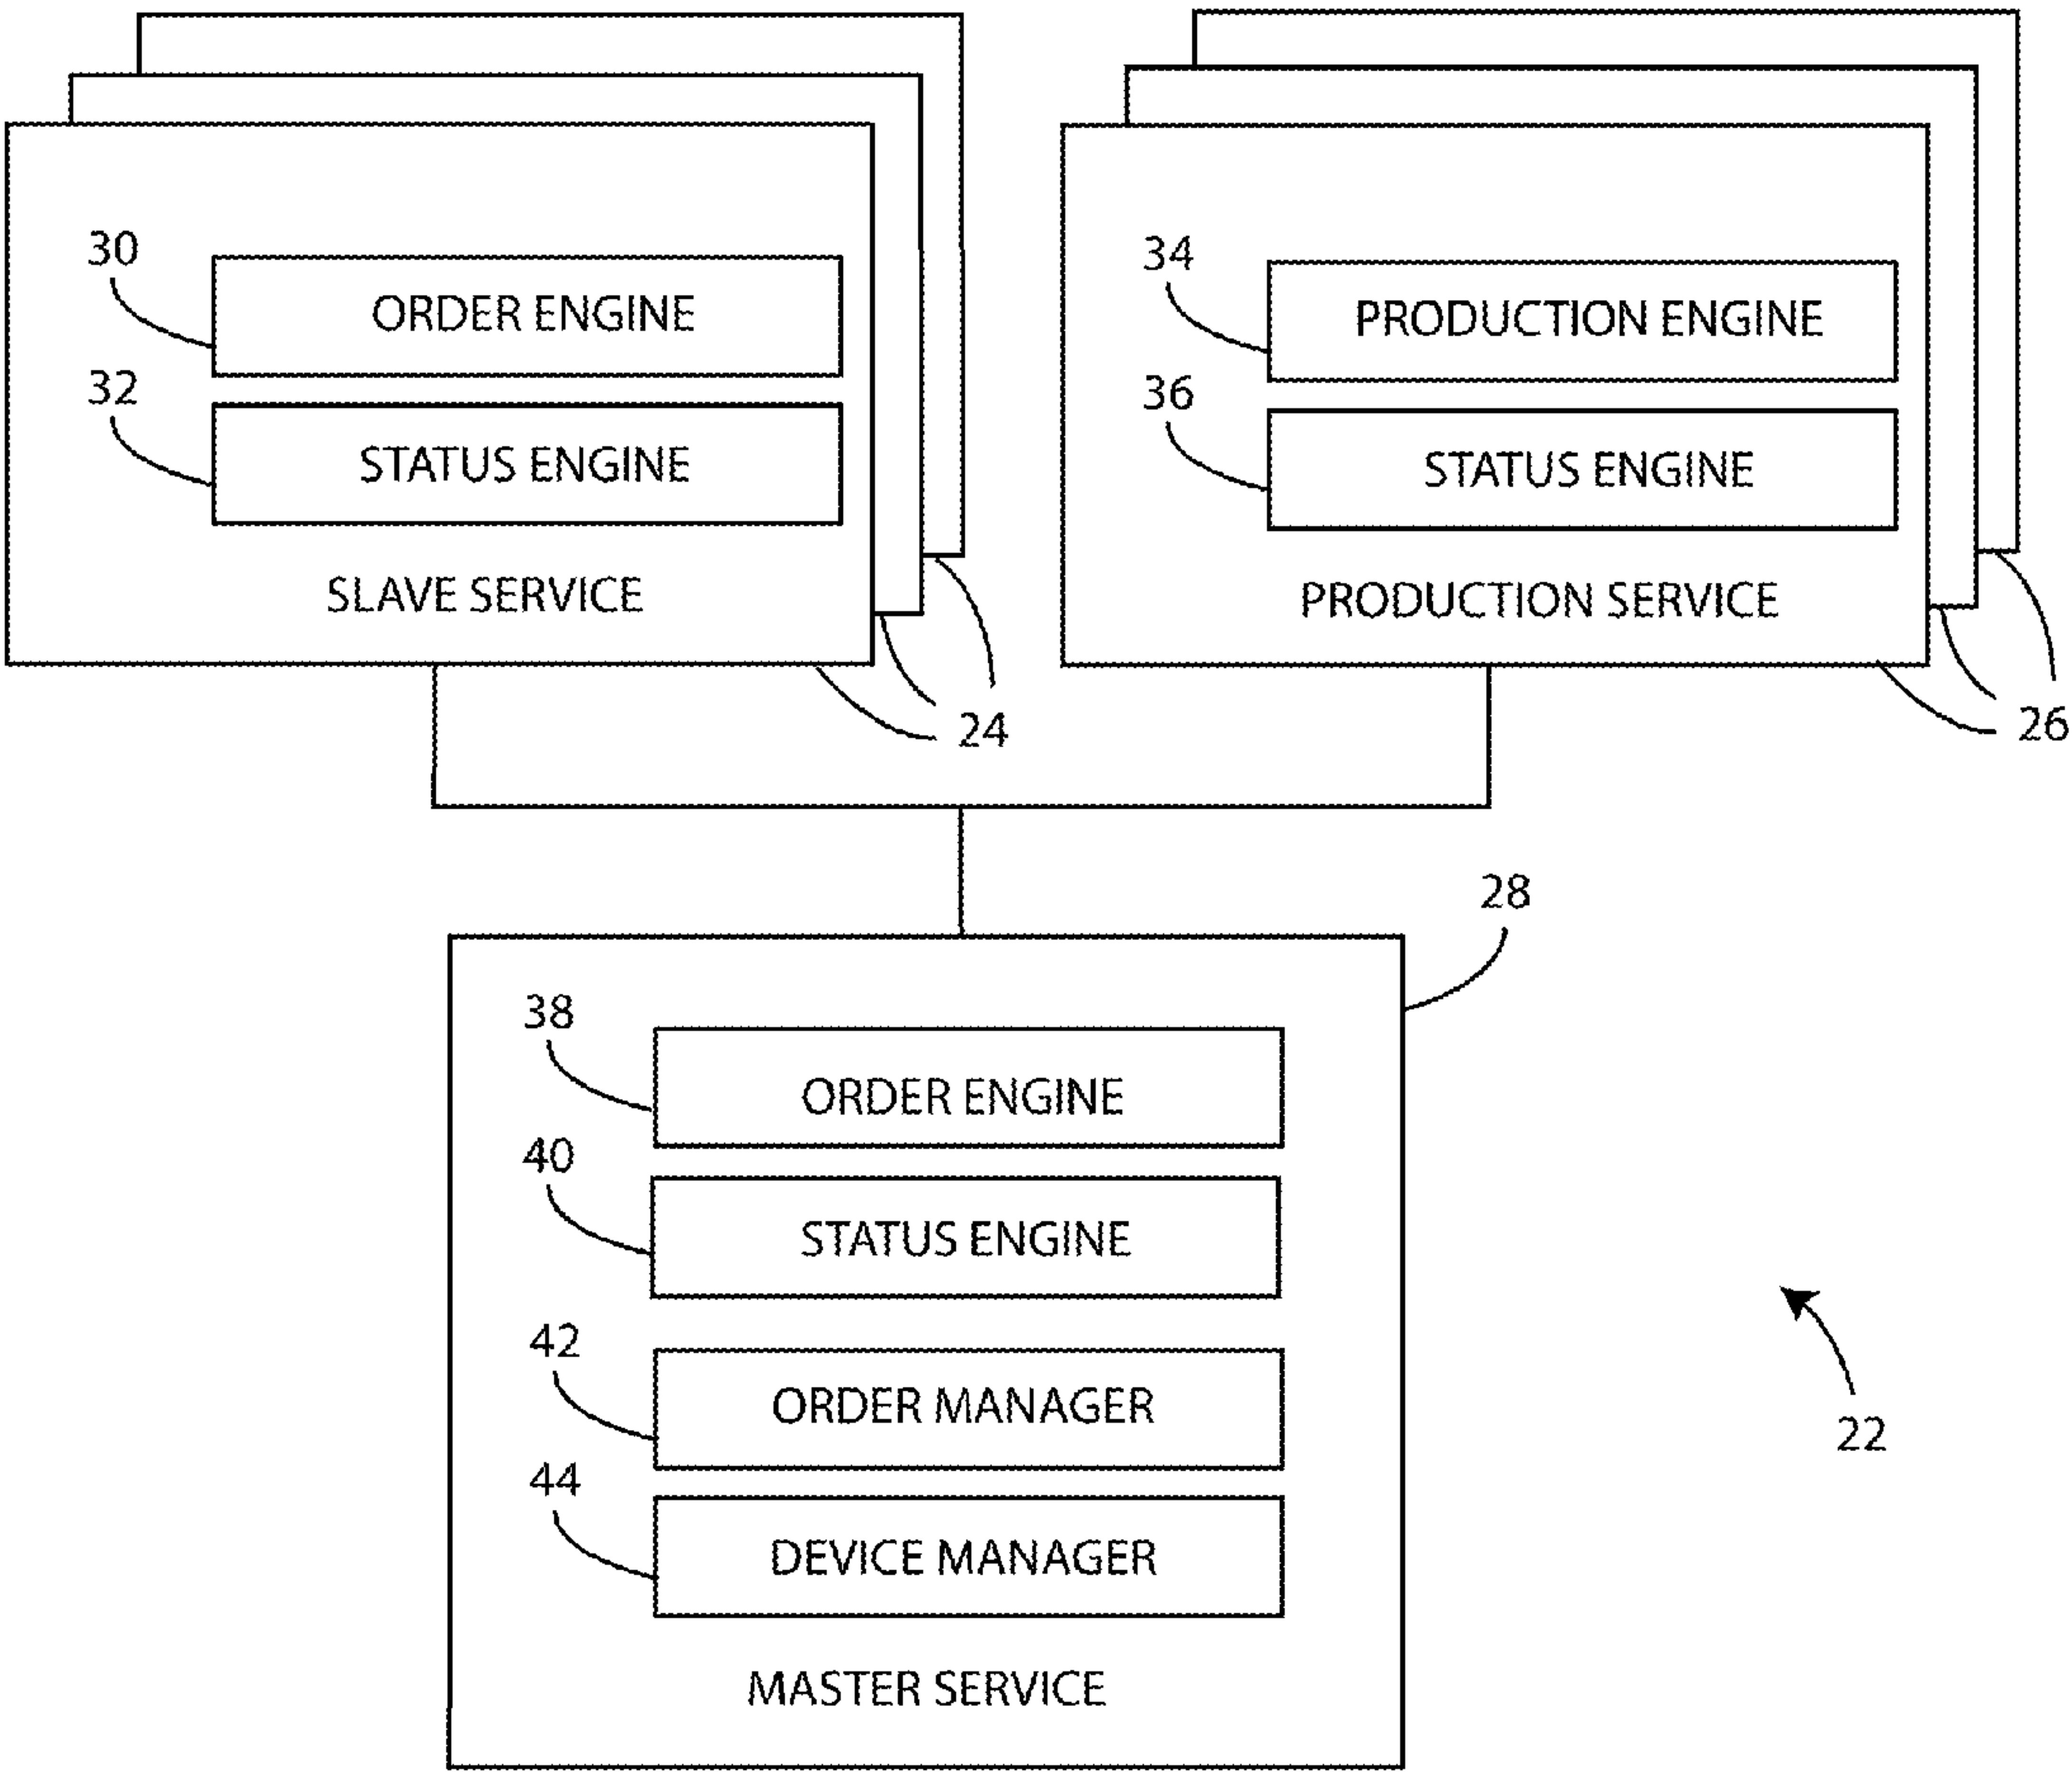 30
ORDER ENGINE
32
STATUS ENGINE
SLAVE SERVICE
24
34
PRODUCTION ENGINE
36
STATUS ENGINE
PRODUCTION SERVICE
26
28
38
ORDER ENGINE
40
STATUS ENGINE
42
ORDER MANAGER
44
DEVICE MANAGER
MASTER SERVICE
22